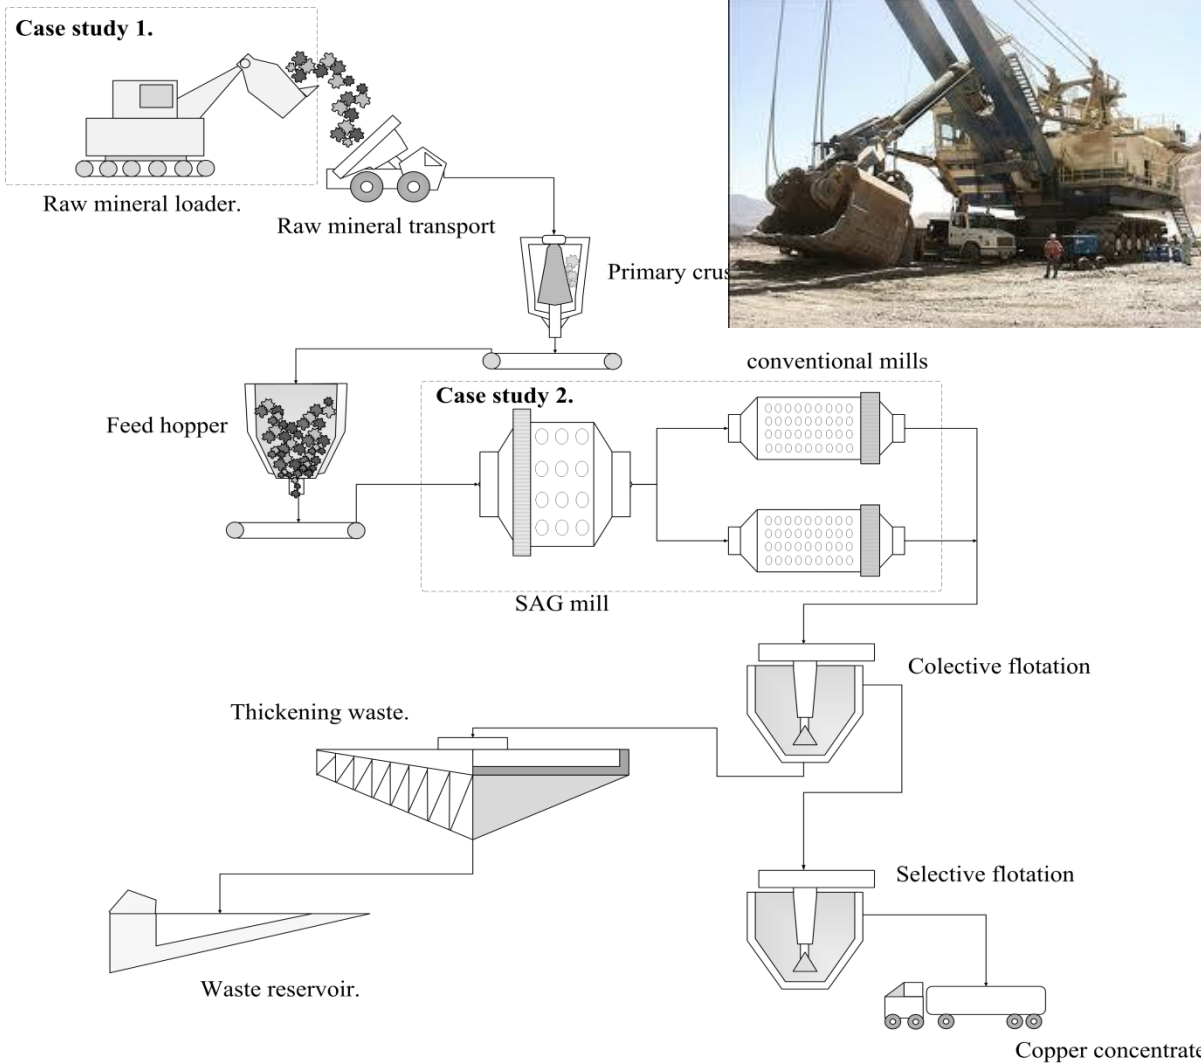 Case study 1.
Raw mineral loader.
Raw mineral transport
Primary crus
conventional mills
Case study 2.
Feed hopper
SAG mill
Colective flotation
Thickening waste.
Selective flotation
Waste reservoir.
Copper concentrate